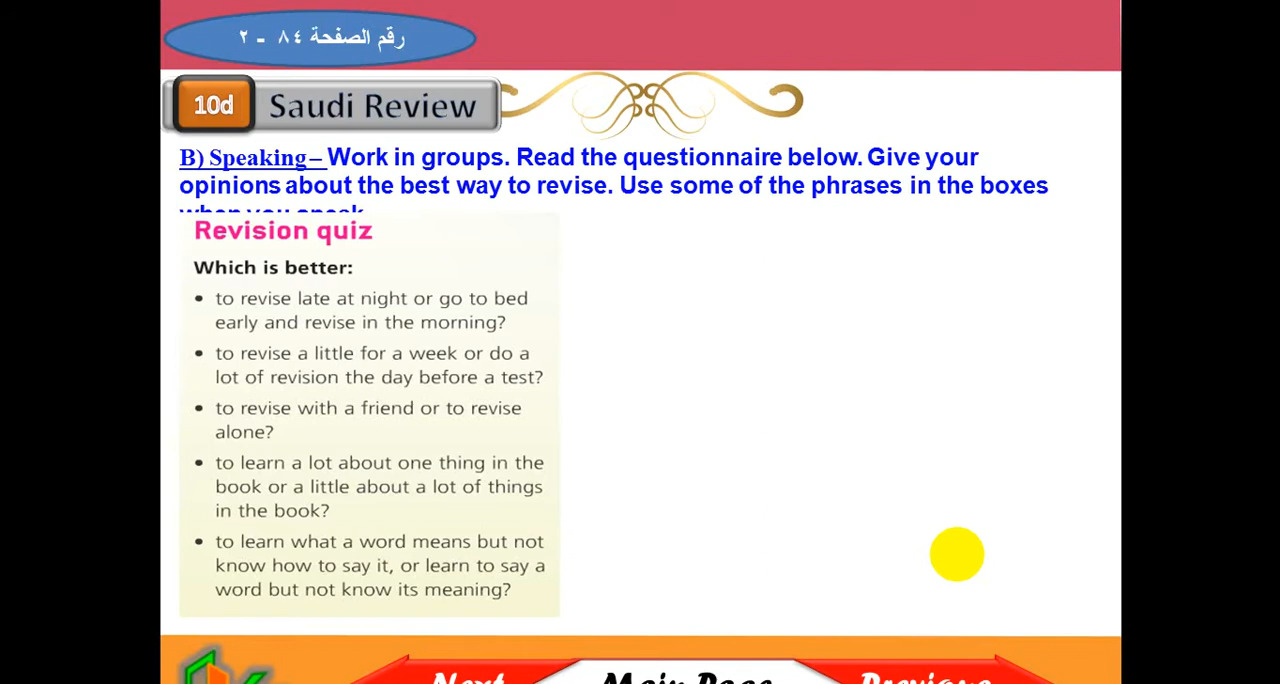 رقم الصفحة ٨٤ - ٢
10d Saudi Review
B) Speaking – Work in groups. Read the questionnaire below. Give your
opinions about the best way to revise. Use some of the phrases in the boxes
when you speak
Revision quiz
Which is better:
• to revise late at night or go to bed
early and revise in the morning?
• to revise a little for a week or do a
lot of revision the day before a test?
• to revise with a friend or to revise
alone?
• to learn a lot about one thing in the
book or a little about a lot of things
in the book?
• to learn what a word means but not
know how to say it, or learn to say a
word but not know its meaning?
Next Main Page Previous